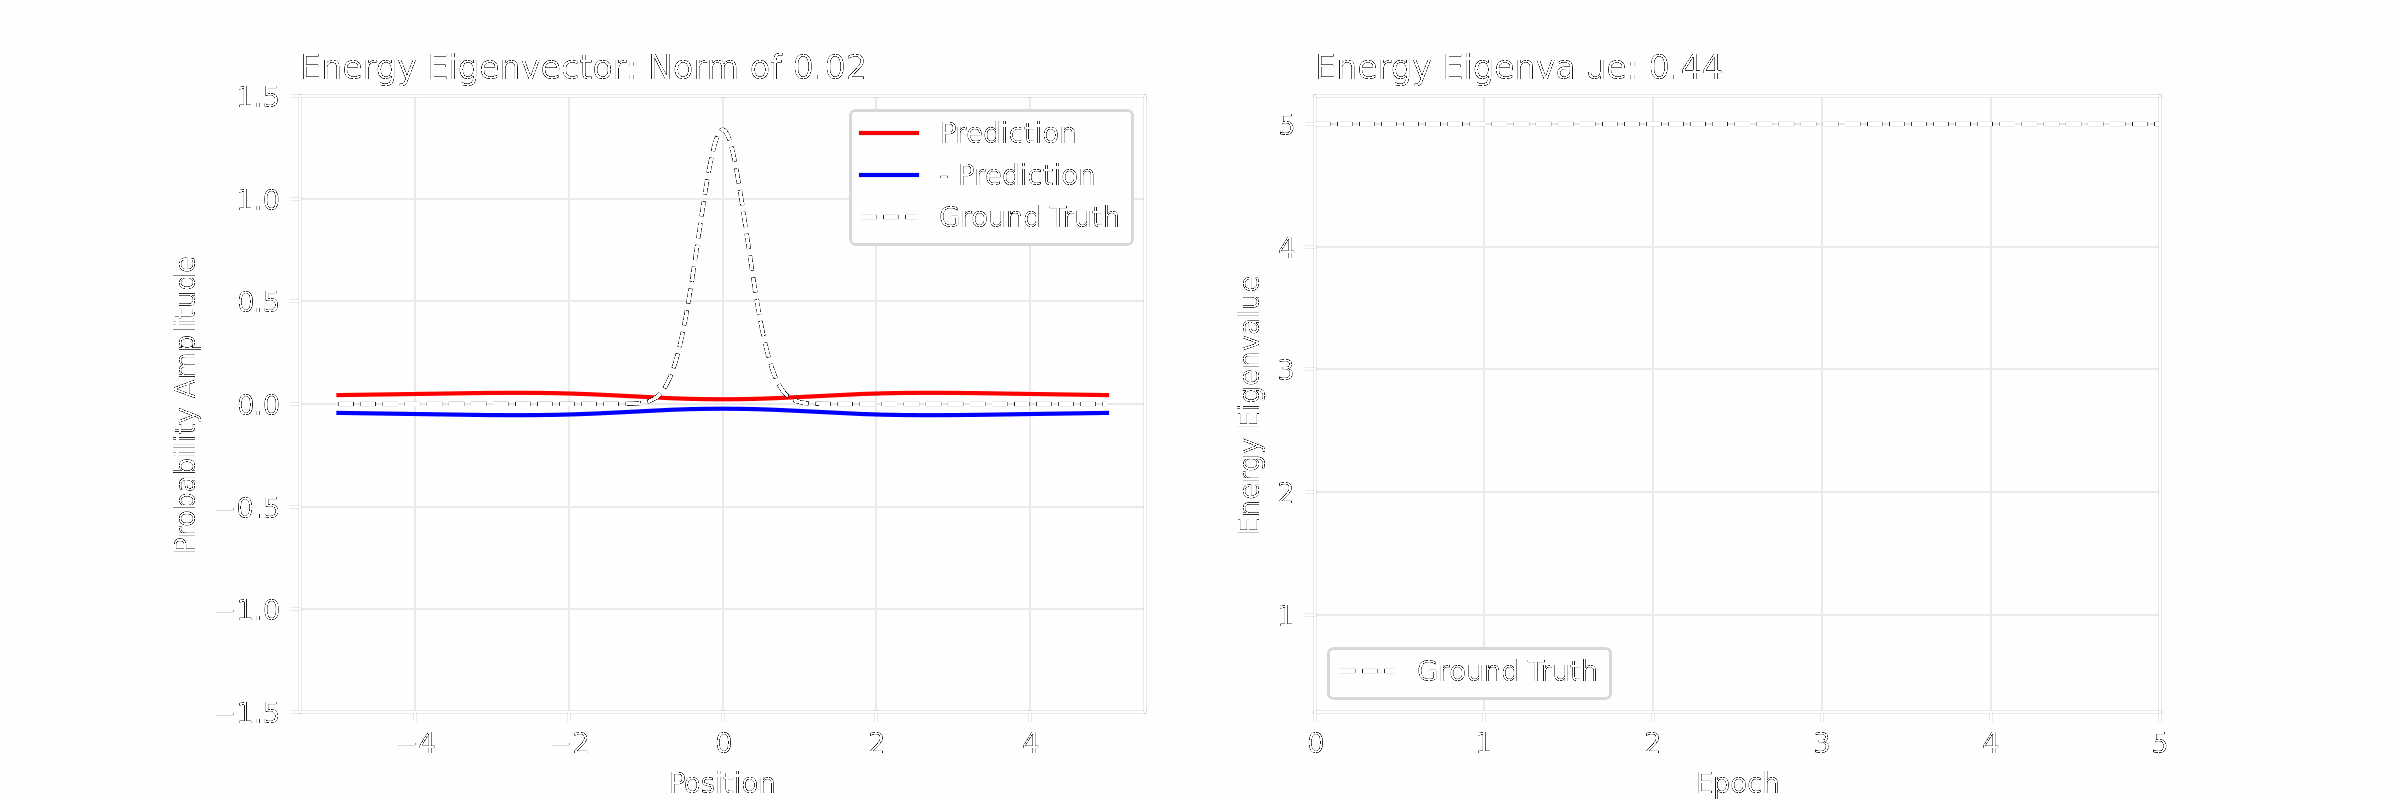 Energy Eigenvector: Norm of 0.02
1.5
1.0
0.5
0.0
−0.5
−1.0
−1.5
Probability Amplitude
Prediction
- Prediction
Ground Truth
−4 −2 0 2 4
Position
Energy Eigenva ue: 0.44
5
4
3
2
1
Energy Eigenvalue
Ground Truth
0 1 2 3 4 5
Epoch